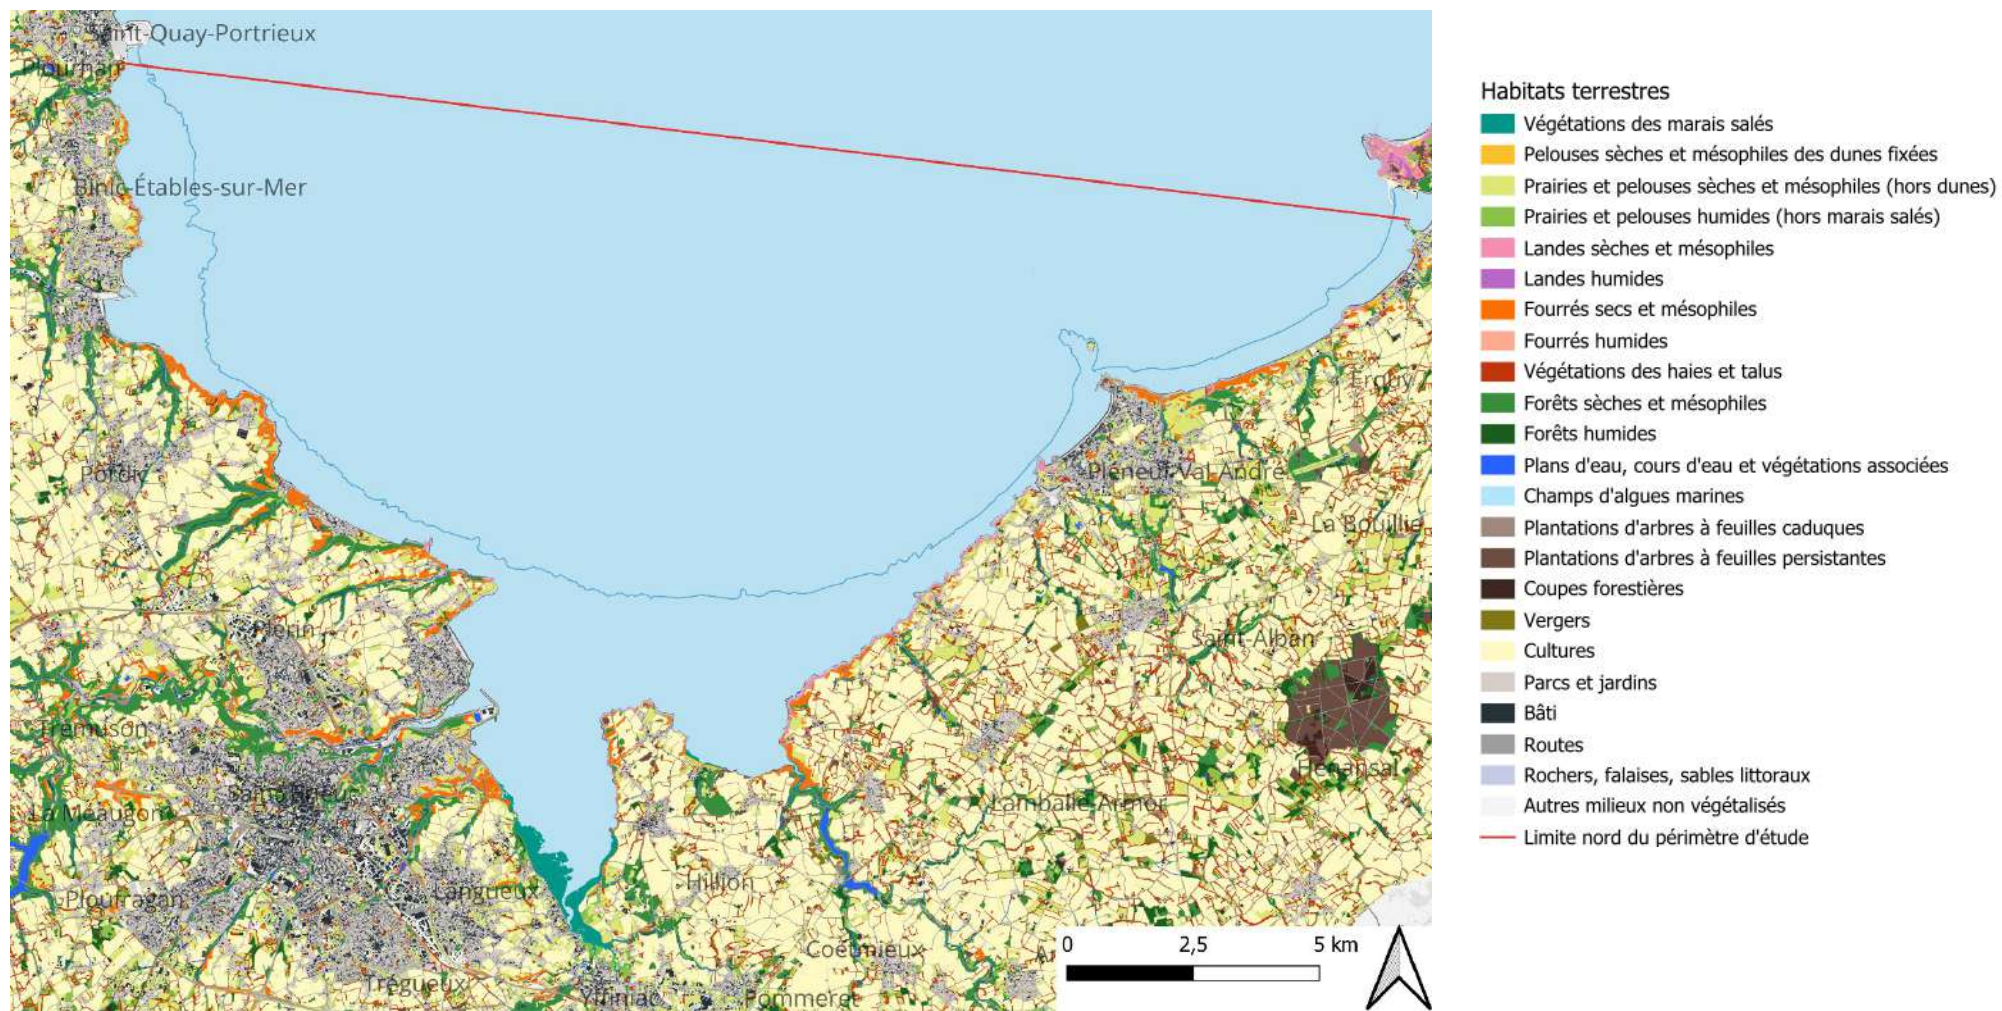 Saint-Quay-Portrieux
Plourhan
Binic-Étables-sur-Mer
Erquy
Pordic
Pléneuf-Val-André
La Bouillie
Plérin
Saint-Alban
Trémuson
Hénansal
Saint-Brieuc
Lamballe-Armor
La Méaugon
Langueux
Hillion
Ploufragan
Coëtmieux
Trégueux
Yffiniac
Pommeret
0 2,5 5 km
Habitats terrestres
Végétations des marais salés
Pelouses sèches et mésophiles des dunes fixées
Prairies et pelouses sèches et mésophiles (hors dunes)
Prairies et pelouses humides (hors marais salés)
Landes sèches et mésophiles
Landes humides
Fourrés secs et mésophiles
Fourrés humides
Végétations des haies et talus
Forêts sèches et mésophiles
Forêts humides
Plans d'eau, cours d'eau et végétations associées
Champs d'algues marines
Plantations d'arbres à feuilles caduques
Plantations d'arbres à feuilles persistantes
Coupes forestières
Vergers
Cultures
Parcs et jardins
Bâti
Routes
Rochers, falaises, sables littoraux
Autres milieux non végétalisés
Limite nord du périmètre d'étude